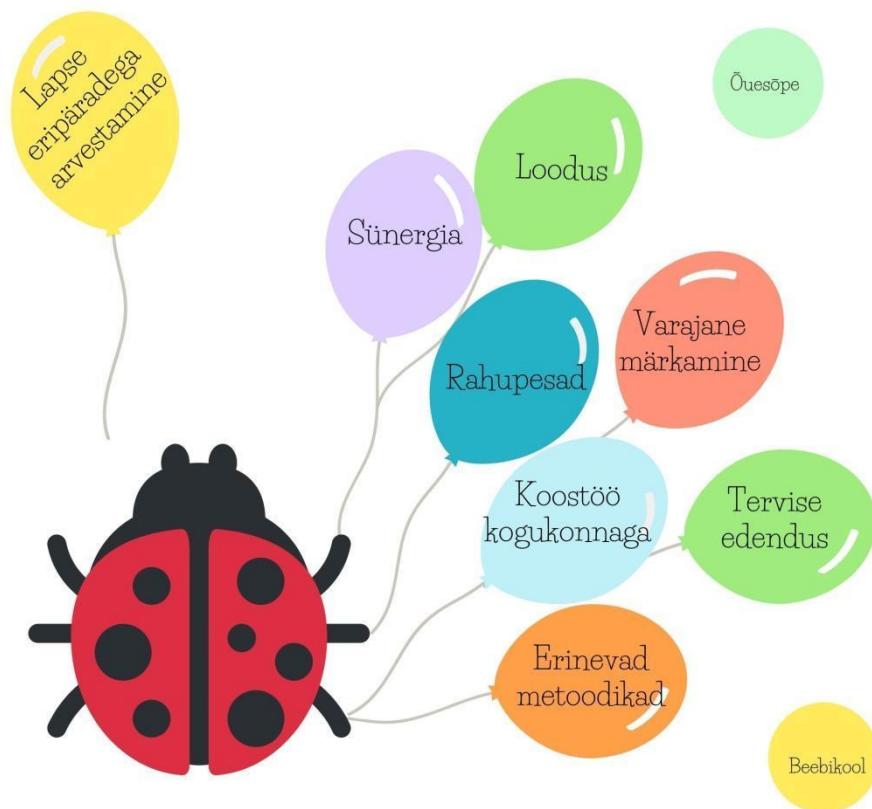 Lapse
eripäradega
arvestamine
Õuesõpe
Loodus
Sünergia
Varajane
märkamine
Rahupesad
Koostöö
kogukonnaga
Tervise
edendus
Erinevad
metoodikad
Beebikool